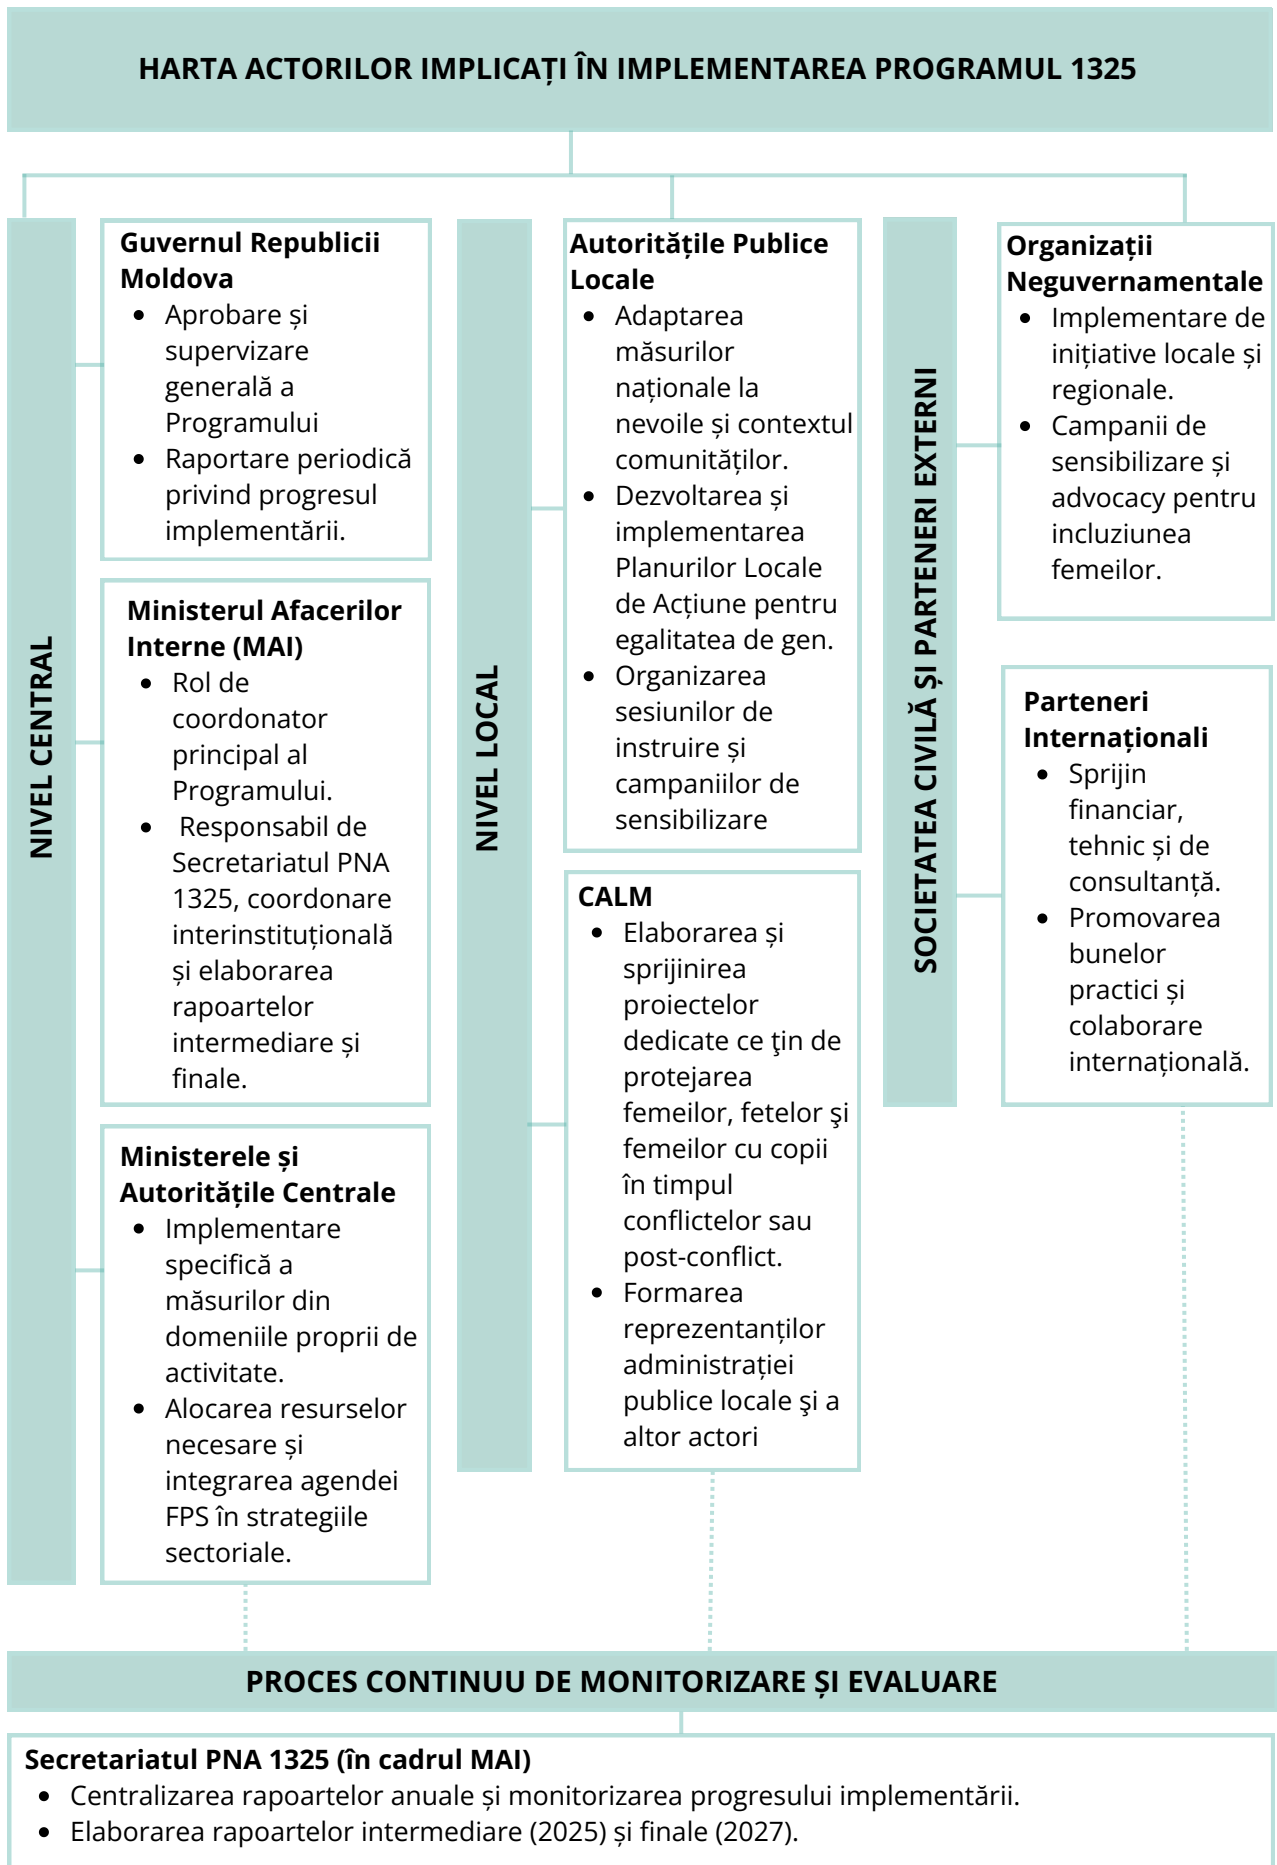 HARTA ACTORILOR IMPLICAȚI ÎN IMPLEMENTAREA PROGRAMUL 1325
NIVEL CENTRAL
Guvernul Republicii
Moldova
Aprobare și
supervizare
generală a
Programului
Raportare periodică
privind progresul
implementării.
Ministerul Afacerilor
Interne (MAI)
Rol de
coordonator
principal al
Programului.
Responsabil de
Secretariatul PNA
1325, coordonare
interinstituțională
și elaborarea
rapoartelor
intermediare și
finale.
Ministerele și
Autoritățile Centrale
Implementare
specifică a
măsurilor din
domeniile proprii de
activitate.
Alocarea resurselor
necesare și
integrarea agendei
FPS în strategiile
sectoriale.
NIVEL LOCAL
Autoritățile Publice
Locale
Adaptarea
măsurilor
naționale la
nevoile și contextul
comunităților.
Dezvoltarea și
implementarea
Planurilor Locale
de Acțiune pentru
egalitatea de gen.
Organizarea
sesiunilor de
instruire și
campaniilor de
sensibilizare
CALM
Elaborarea și
sprijinirea
proiectelor
dedicate ce ţin de
protejarea
femeilor, fetelor şi
femeilor cu copii
în timpul
conflictelor sau
post-conflict.
Formarea
reprezentanților
administrației
publice locale şi a
altor actori
SOCIETATEA CIVILĂ ȘI PARTENERI EXTERNI
Organizații
Neguvernamentale
Implementare de
inițiative locale și
regionale.
Campanii de
sensibilizare și
advocacy pentru
incluziunea
femeilor.
Parteneri
Internaționali
Sprijin
financiar,
tehnic și de
consultanță.
Promovarea
bunelor
practici și
colaborare
internațională.
PROCES CONTINUU DE MONITORIZARE ȘI EVALUARE
Secretariatul PNA 1325 (în cadrul MAI)
Centralizarea rapoartelor anuale și monitorizarea progresului implementării.
Elaborarea rapoartelor intermediare (2025) și finale (2027).